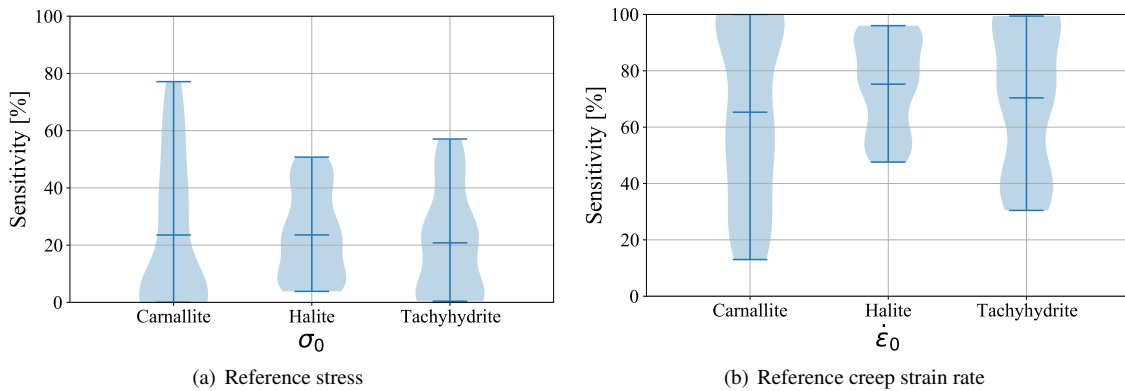 100
80
60
40
20
0
Sensitivity [%]
Carnallite Halite Tachyhydrite
σ₀
(a) Reference stress
100
80
60
40
20
0
Sensitivity [%]
Carnallite Halite Tachyhydrite
ε̇₀
(b) Reference creep strain rate